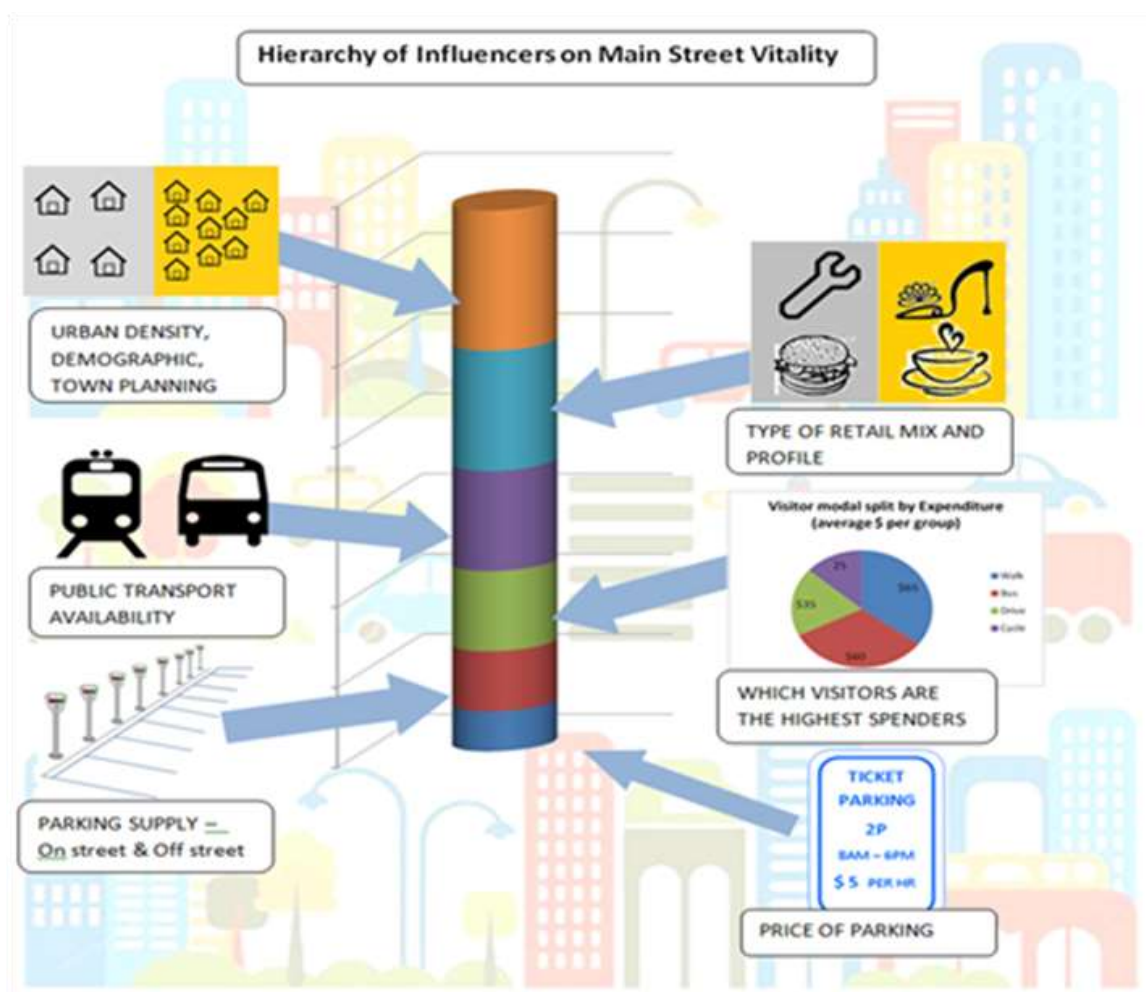 Hierarchy of Influencers on Main Street Vitality
URBAN DENSITY,
DEMOGRAPHIC,
TOWN PLANNING
TYPE OF RETAIL MIX AND
PROFILE
PUBLIC TRANSPORT
AVAILABILITY
Visitor modal split by Expenditure
(average $ per group)
25
$65
$35
$60
Walk
Bus
Drive
Cycle
WHICH VISITORS ARE
THE HIGHEST SPENDERS
PARKING SUPPLY –
On street & Off street
TICKET
PARKING
2P
8AM – 6PM
$ 5 PER HR
PRICE OF PARKING